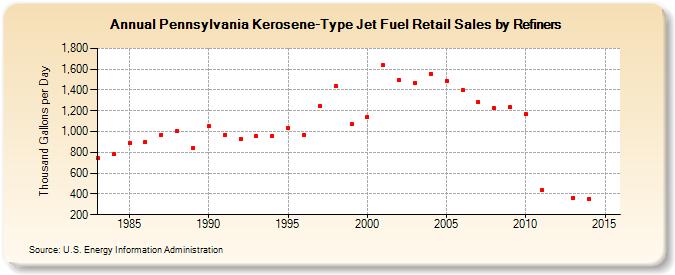 Annual Pennsylvania Kerosene-Type Jet Fuel Retail Sales by Refiners
Thousand Gallons per Day
1,800
1,600
1,400
1,200
1,000
800
600
400
200
1985 1990 1995 2000 2005 2010 2015
Source: U.S. Energy Information Administration